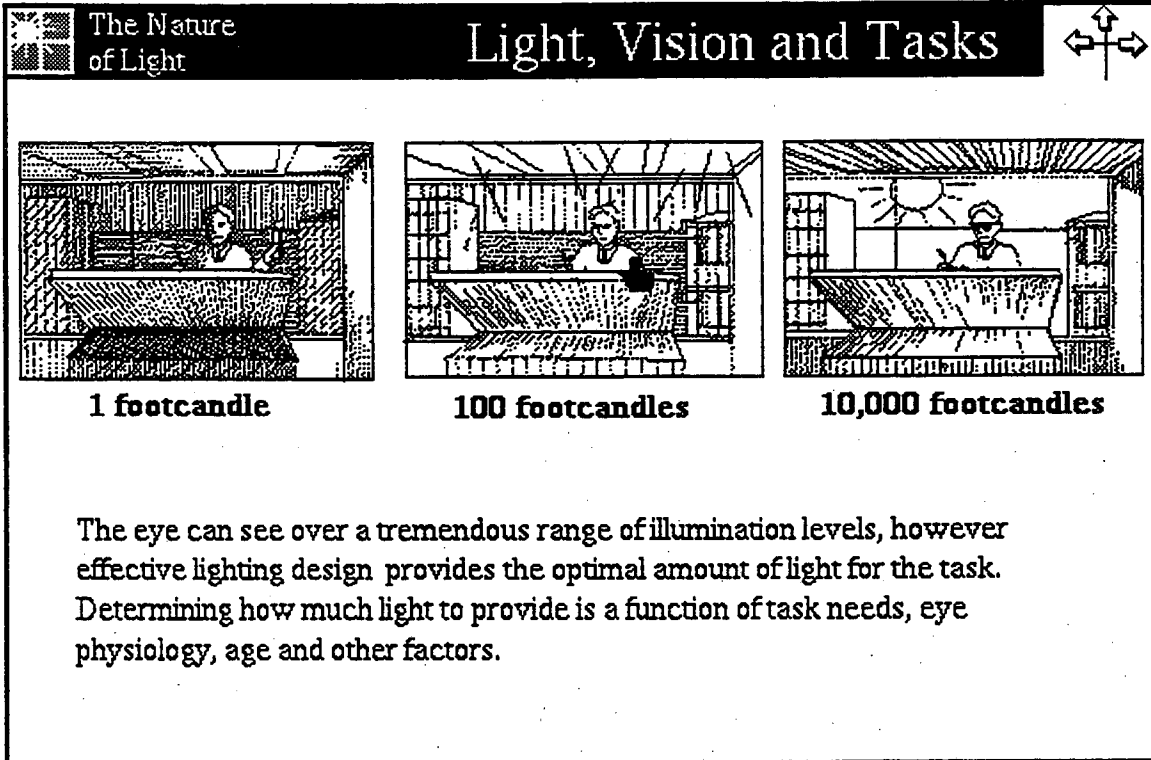 The Nature
of Light
Light, Vision and Tasks
1 footcandle
100 footcandles
10,000 footcandles
The eye can see over a tremendous range of illumination levels, however
effective lighting design provides the optimal amount of light for the task.
Determining how much light to provide is a function of task needs, eye
physiology, age and other factors.